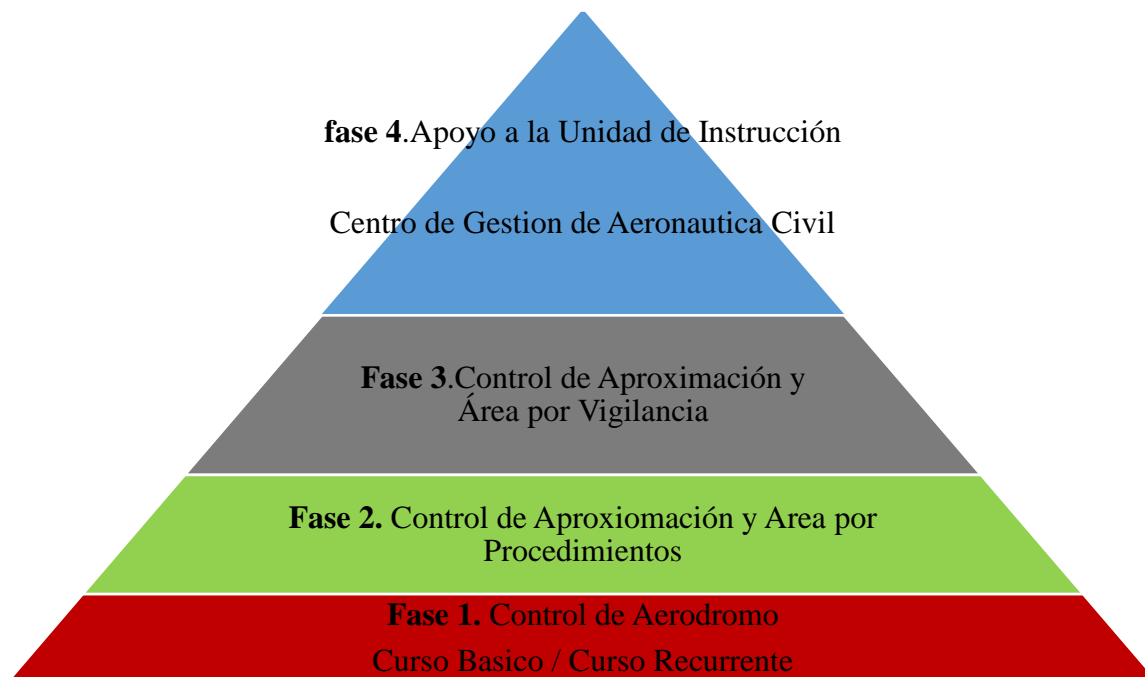 fase 4.Apoyo a la Unidad de Instrucción
Centro de Gestion de Aeronautica Civil
Fase 3.Control de Aproximación y
Área por Vigilancia
Fase 2. Control de Aproxiomación y Area por
Procedimientos
Fase 1. Control de Aerodromo
Curso Basico / Curso Recurrente